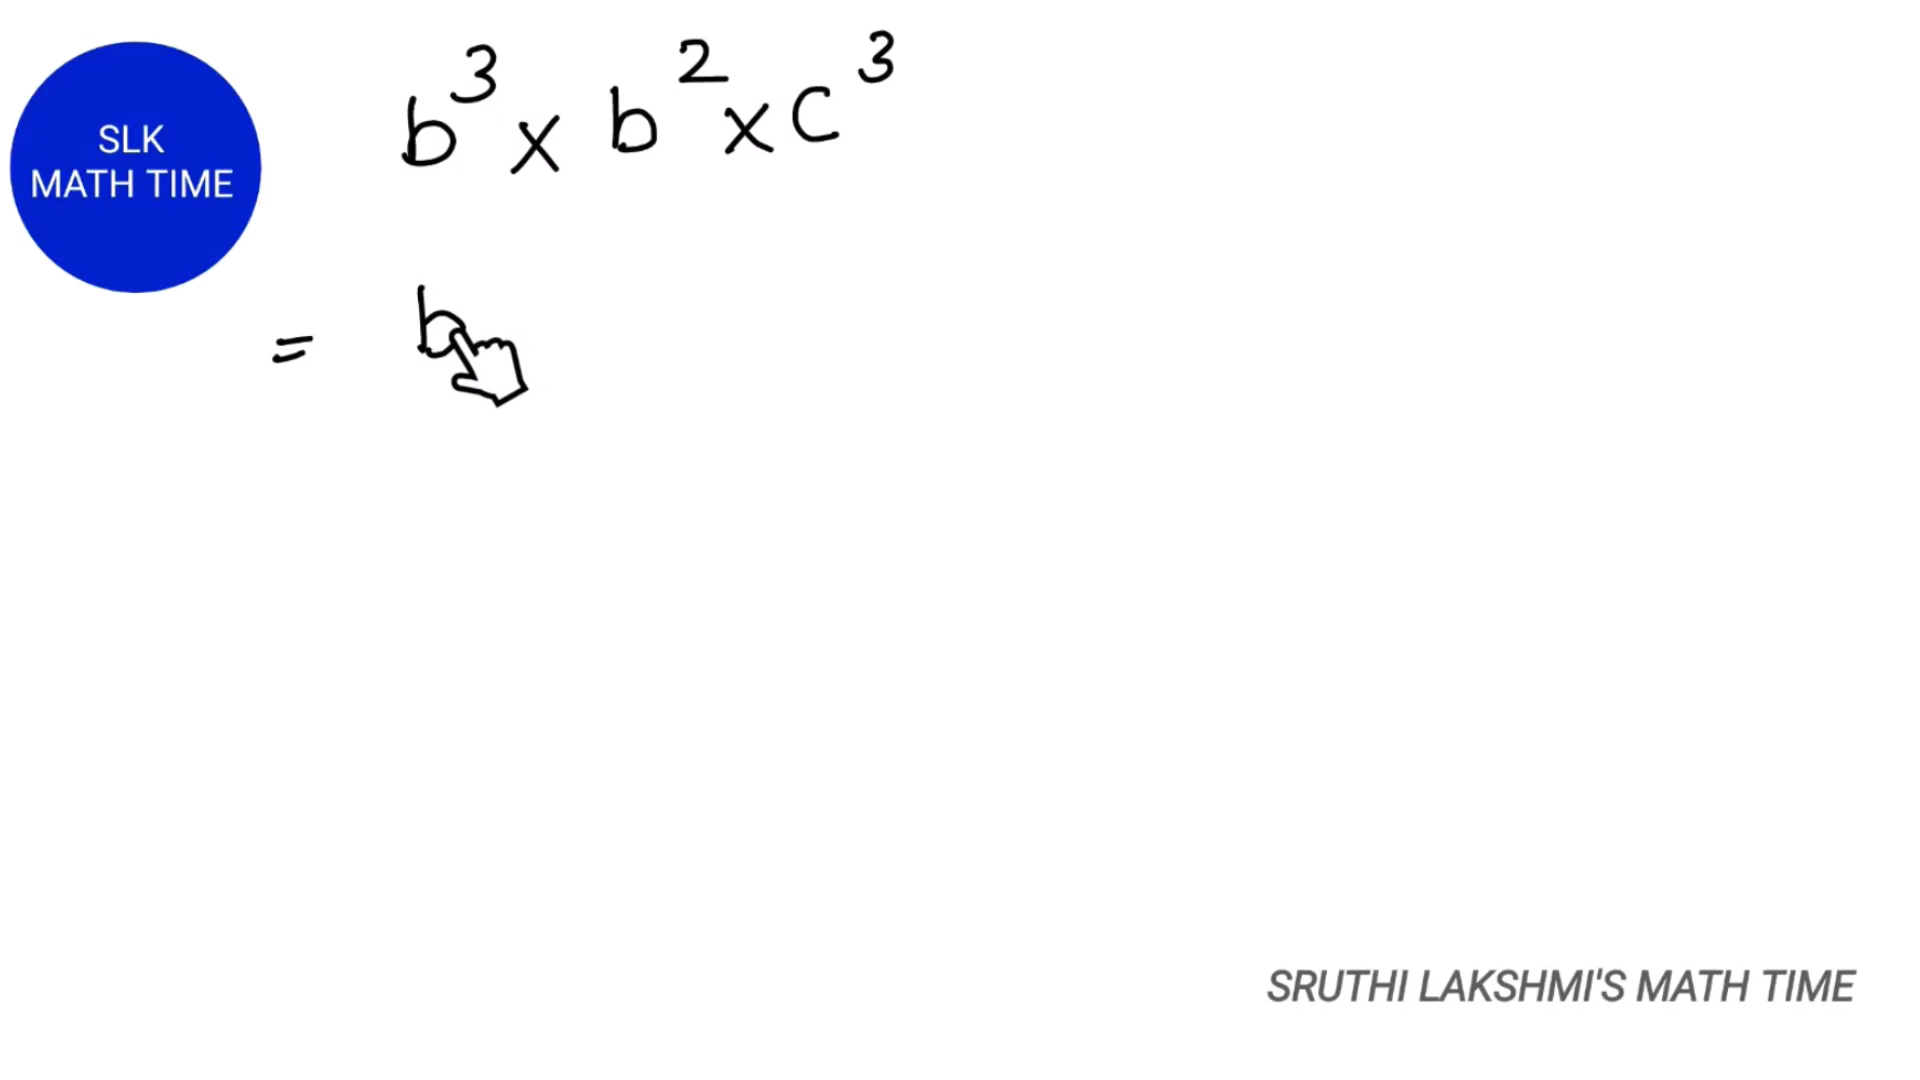 SLK
MATH TIME
b³ x b² x c³
= b
SRUTHI LAKSHMI'S MATH TIME